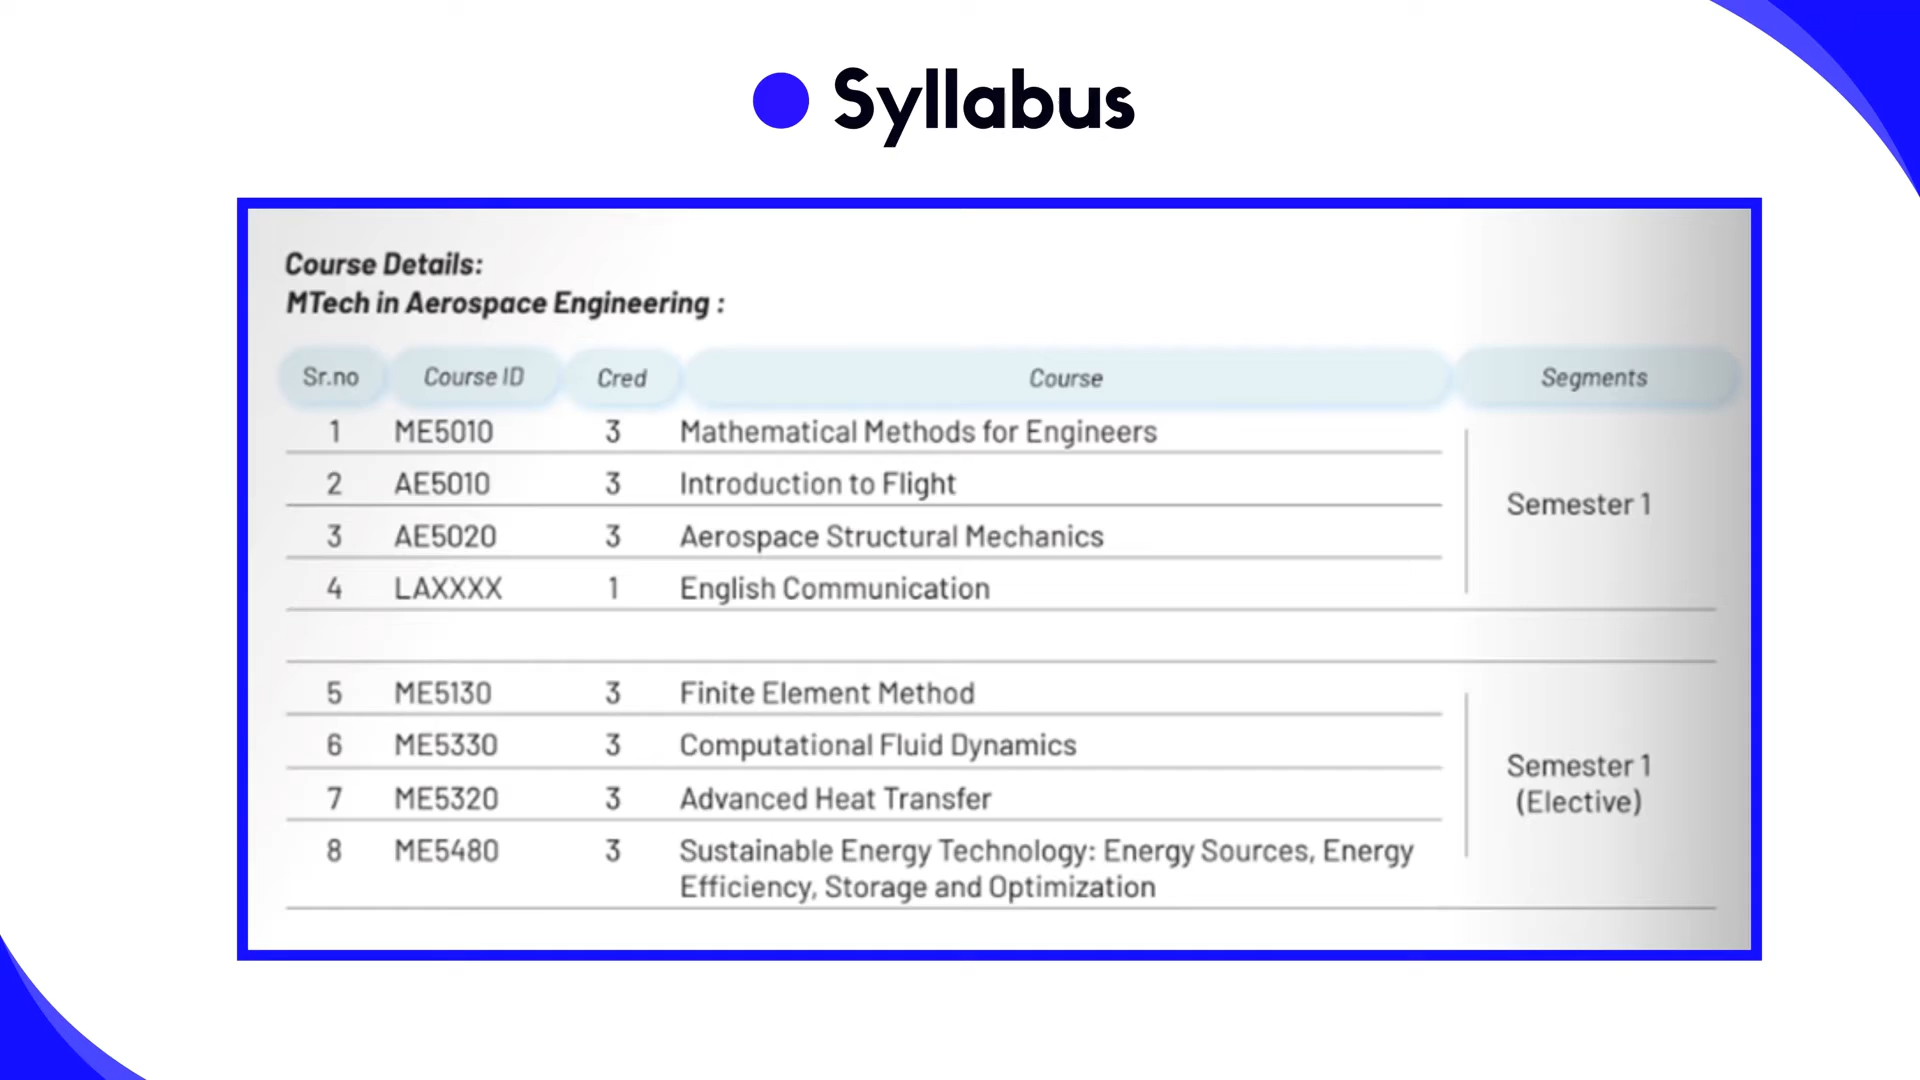 Syllabus
Course Details:
MTech in Aerospace Engineering :
Sr.no Course ID Cred Course Segments
1 ME5010 3 Mathematical Methods for Engineers
2 AE5010 3 Introduction to Flight
Semester 1
3 AE5020 3 Aerospace Structural Mechanics
4 LAXXXX 1 English Communication
5 ME5130 3 Finite Element Method
6 ME5330 3 Computational Fluid Dynamics
Semester 1
(Elective)
7 ME5320 3 Advanced Heat Transfer
8 ME5480 3 Sustainable Energy Technology: Energy Sources, Energy
Efficiency, Storage and Optimization